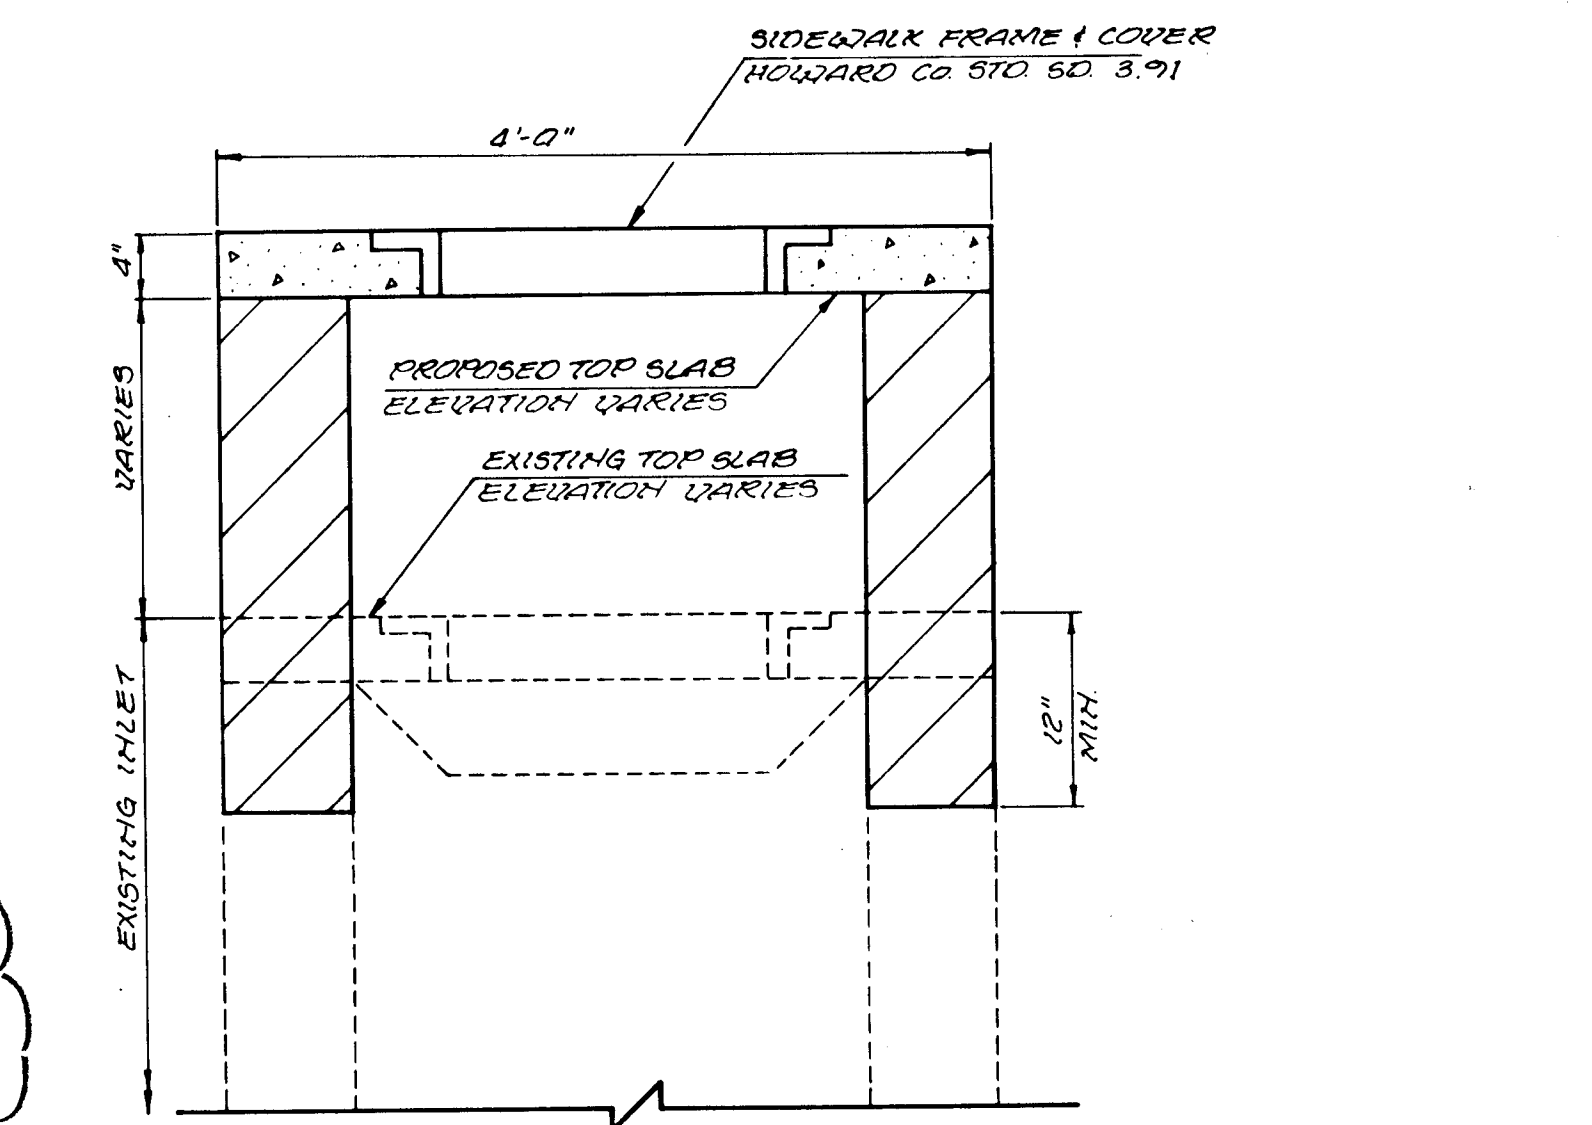 SIDEWALK FRAME & COVER
HOWARD CO. STD. SD. 3.91
4'-0"
4"
VARIES
PROPOSED TOP SLAB
ELEVATION VARIES
EXISTING TOP SLAB
ELEVATION VARIES
EXISTING INLET
12"
MIN.